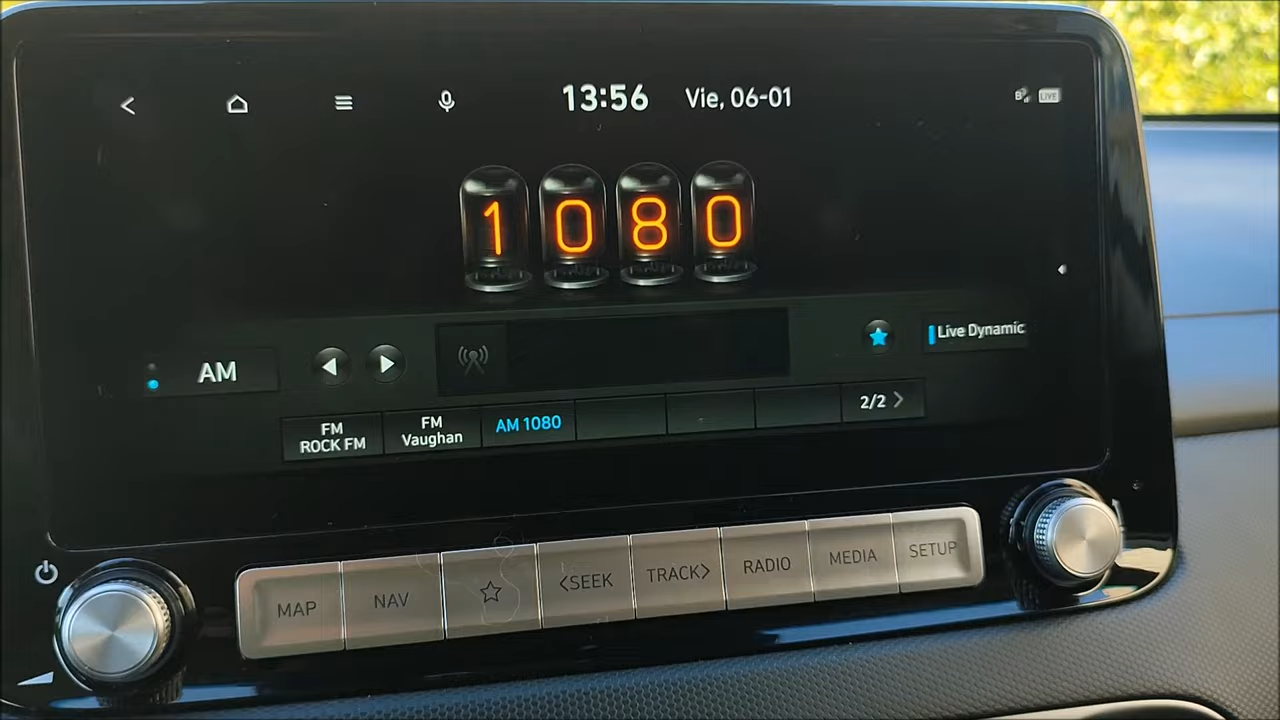 13:56 Vie, 06-01
LIVE
1080
AM
Live Dynamic
FM
ROCK FM
FM
Vaughan
AM 1080
2/2 >
MAP
NAV
<SEEK
TRACK>
RADIO
MEDIA
SETUP